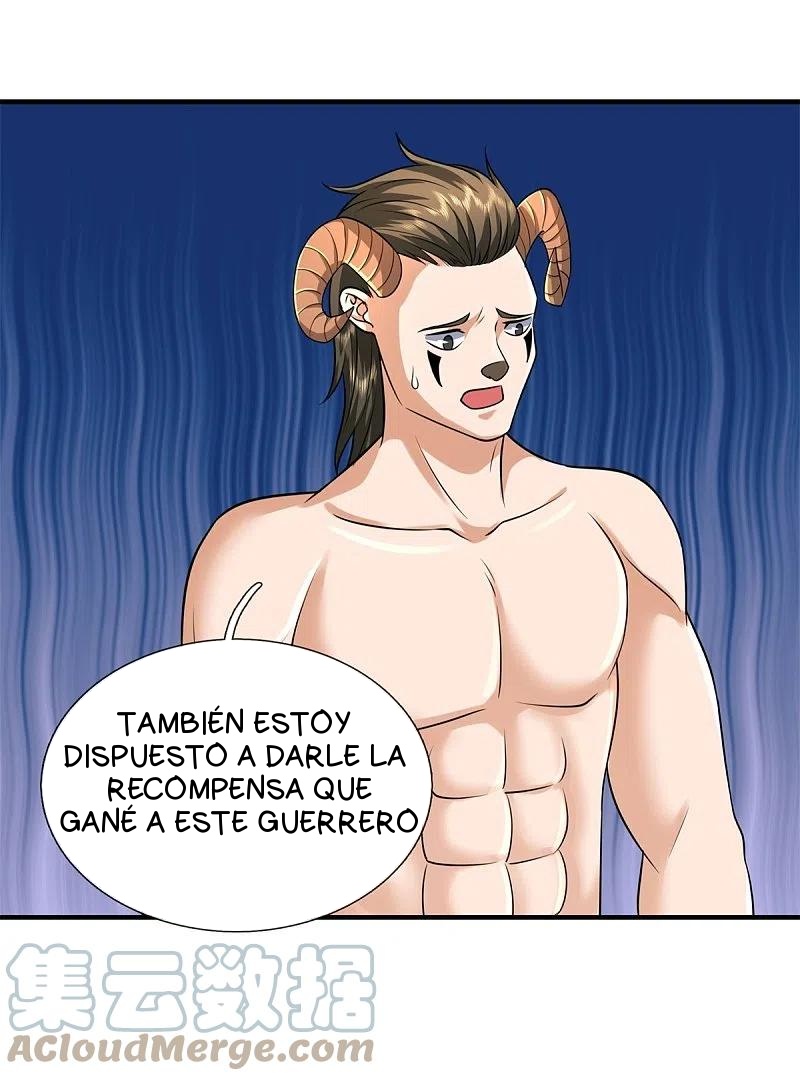 TAMBIÉN ESTOY
DISPUESTO A DARLE LA
RECOMPENSA QUE
GANÉ A ESTE GUERRERO
集云数据
AcloudMerge.com